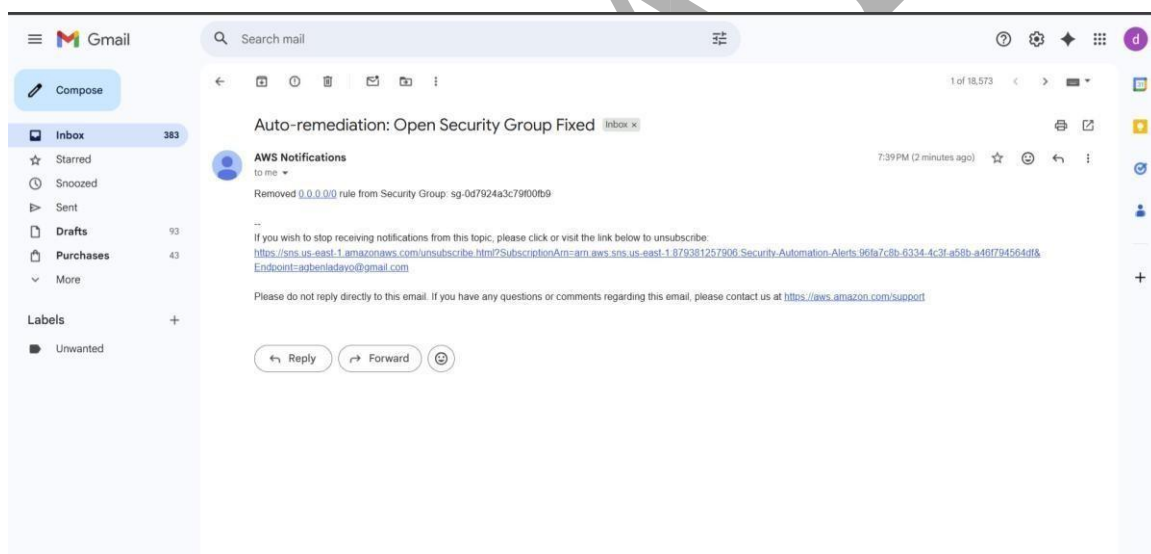 Gmail
Search mail
d
Compose
1 of 18,573
Inbox 383
Starred
Snoozed
Sent
Drafts 93
Purchases 43
More
Labels
Unwanted
Auto-remediation: Open Security Group Fixed Inbox ×
AWS Notifications 7:39 PM (2 minutes ago)
to me
Removed 0.0.0.0/0 rule from Security Group: sg-0d7924a3c79f00fb9
--
If you wish to stop receiving notifications from this topic, please click or visit the link below to unsubscribe:
https://sns.us-east-1.amazonaws.com/unsubscribe.html?SubscriptionArn=arn:aws:sns:us-east-1:879381257906:Security-Automation-Alerts:96fa7c8b-6334-4c3f-a58b-a46f794564df&
Endpoint=agbenladayo@gmail.com
Please do not reply directly to this email. If you have any questions or comments regarding this email, please contact us at https://aws.amazon.com/support
Reply
Forward